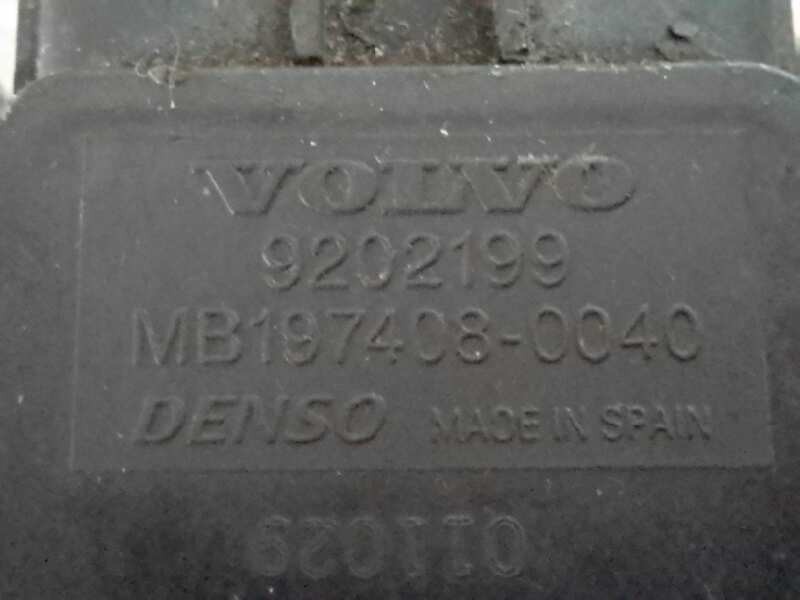 VOLVO
9202199
MB197408-0040
DENSO MADE IN SPAIN
011029